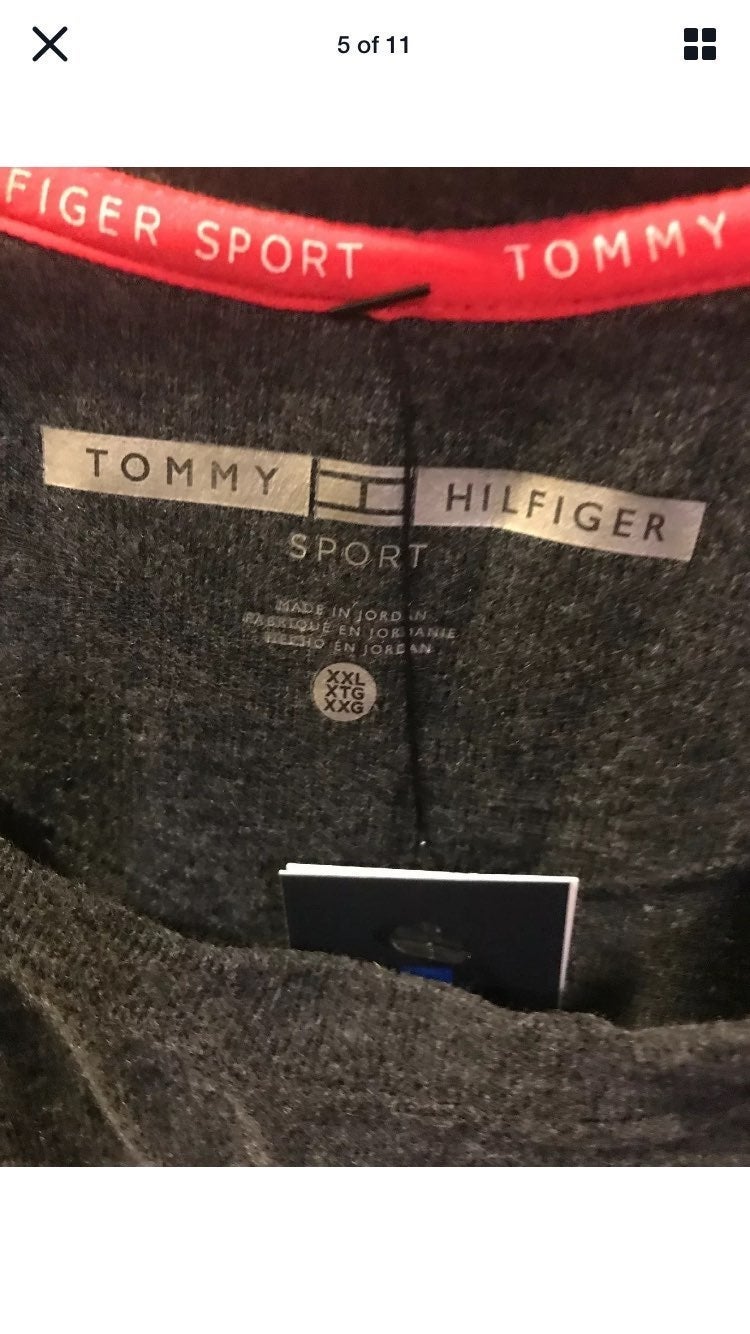 5 of 11
FIGER SPORT TOMMY
TOMMY HILFIGER
SPORT
MADE IN JORDAN
FABRIQUÉ EN JORDANIE
HECHO EN JORDAN
XXL
XTG
XXG